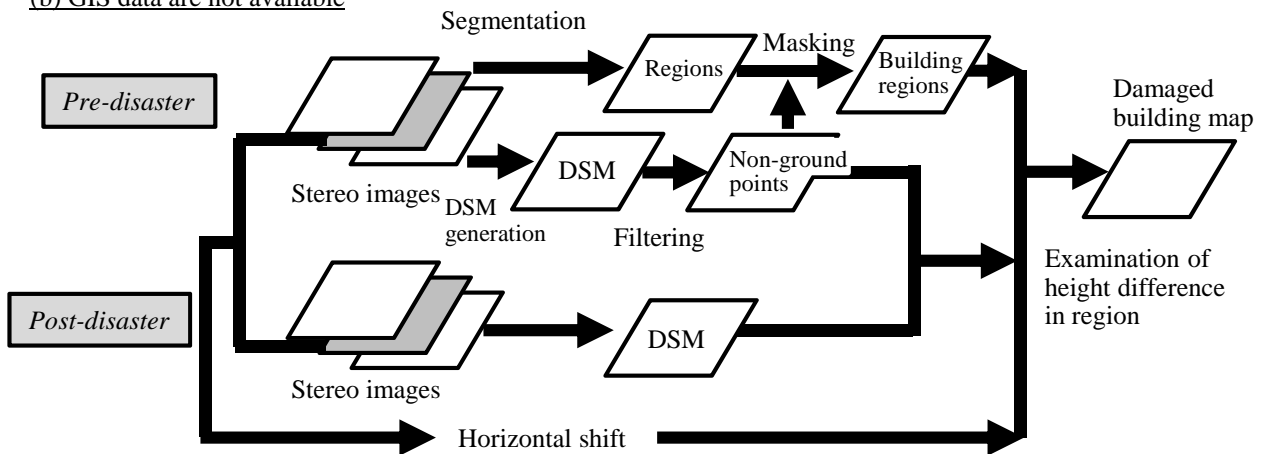 (b) GIS data are not available
Segmentation
Masking
Regions
Building
regions
Pre-disaster
Damaged
building map
Stereo images
DSM
Non-ground
points
DSM
generation
Filtering
Examination of
height difference
in region
Post-disaster
DSM
Stereo images
Horizontal shift